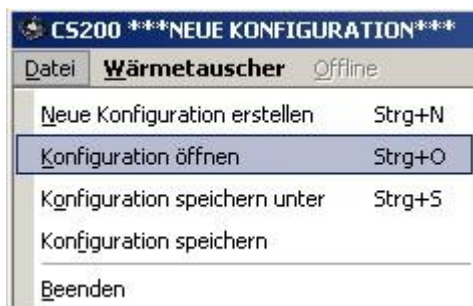 CS200 ***NEUE KONFIGURATION***
Datei Wärmetauscher Offline
Neue Konfiguration erstellen Strg+N
Konfiguration öffnen Strg+O
Konfiguration speichern unter Strg+S
Konfiguration speichern
Beenden